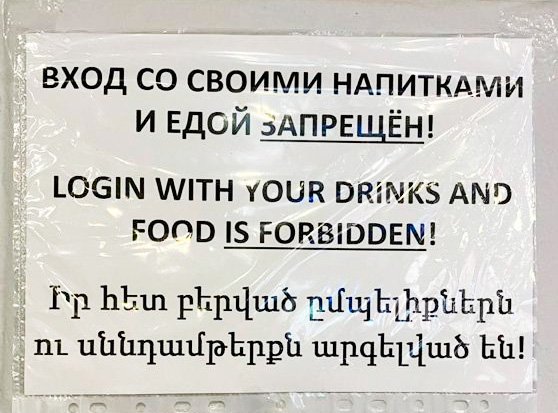 ВХОД СО СВОИМИ НАПИТКАМИ
И ЕДОЙ ЗАПРЕЩЁН!
LOGIN WITH YOUR DRINKS AND
FOOD IS FORBIDDEN!
Իր հետ բերված ըմպելիքներն
ու սննդամթերքն արգելված են!